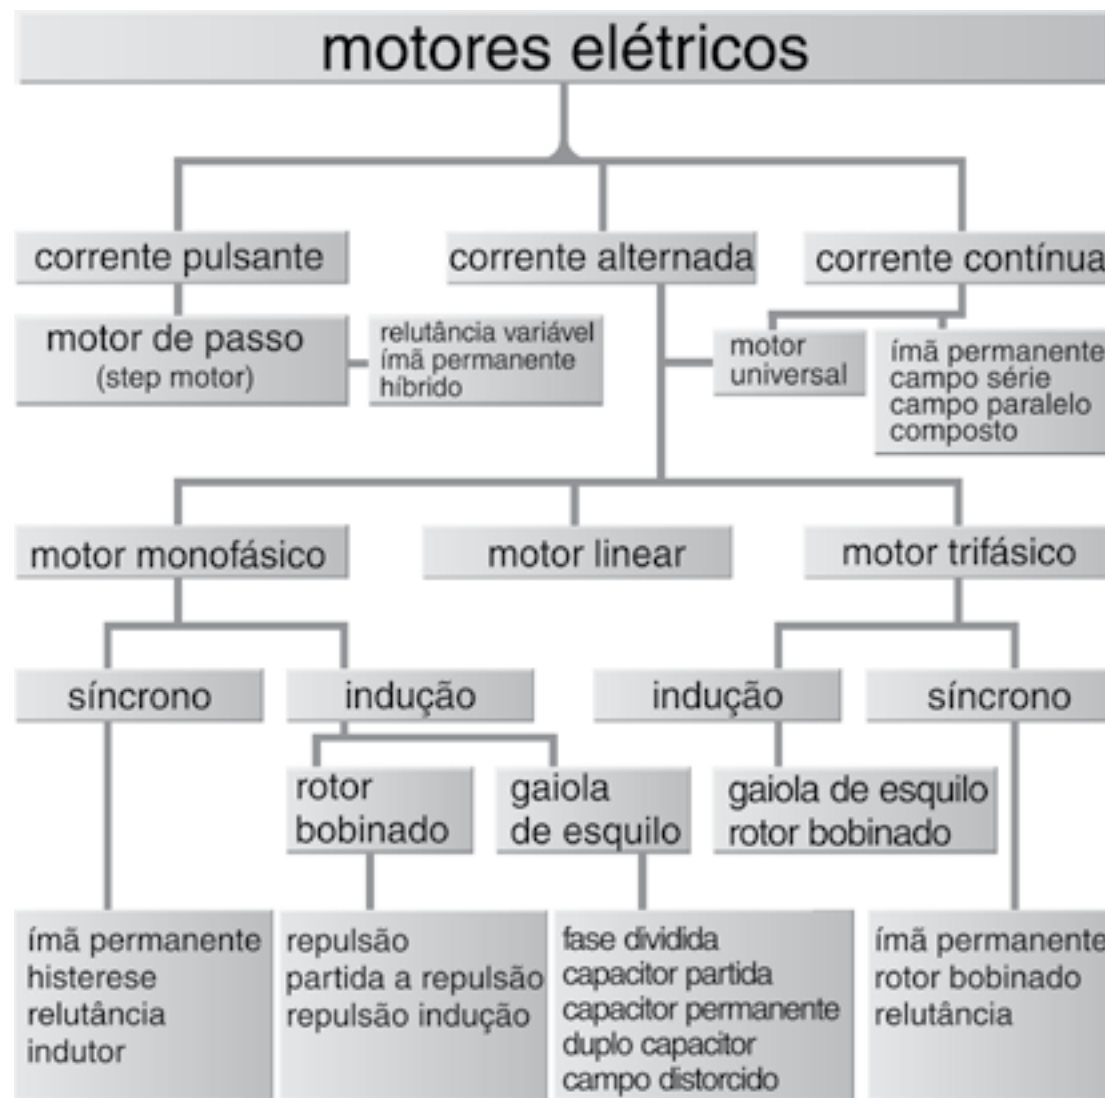 motores elétricos
corrente pulsante
corrente alternada
corrente contínua
motor de passo
(step motor)
relutância variável
ímã permanente
híbrido
motor
universal
ímã permanente
campo série
campo paralelo
composto
motor monofásico
motor linear
motor trifásico
síncrono
indução
indução
síncrono
rotor
bobinado
gaiola
de esquilo
gaiola de esquilo
rotor bobinado
ímã permanente
histerese
relutância
indutor
repulsão
partida a repulsão
repulsão indução
fase dividida
capacitor partida
capacitor permanente
duplo capacitor
campo distorcido
ímã permanente
rotor bobinado
relutância